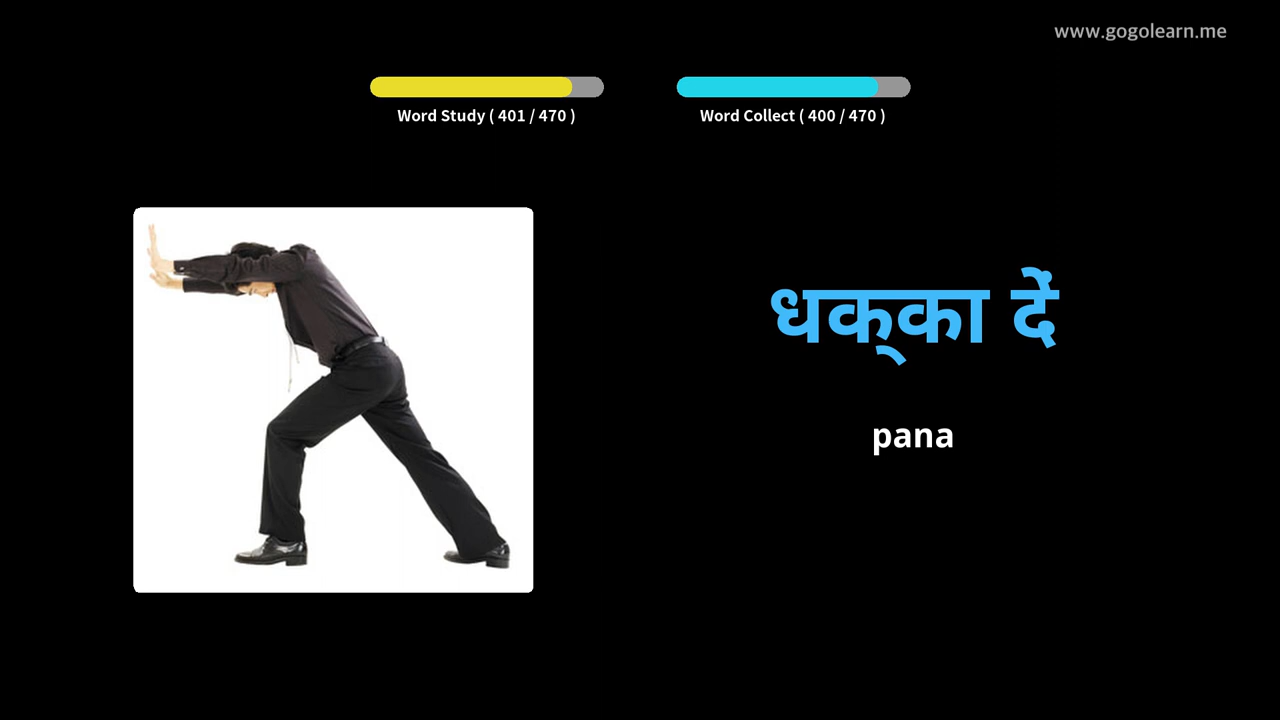 www.gogolearn.me
Word Study ( 401 / 470 )
Word Collect ( 400 / 470 )
धक्‍का दें
pana